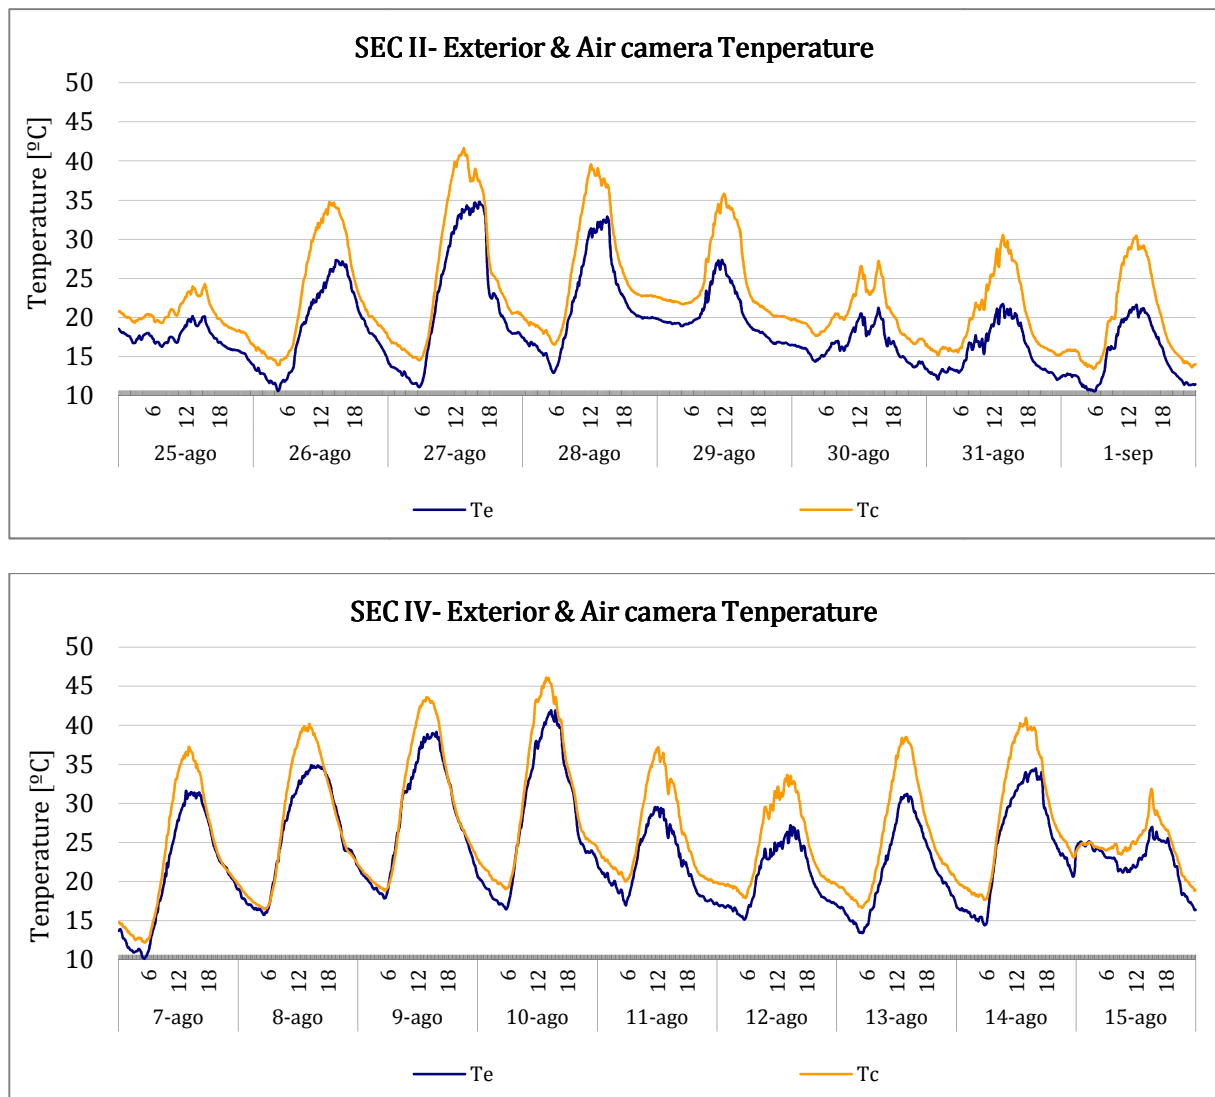 SEC II- Exterior & Air camera Tenperature
Tenperature [ºC]
50
45
40
35
30
25
20
15
10
6 12 18 6 12 18 6 12 18 6 12 18 6 12 18 6 12 18 6 12 18 6 12 18
25-ago 26-ago 27-ago 28-ago 29-ago 30-ago 31-ago 1-sep
Te Tc
SEC IV- Exterior & Air camera Tenperature
Tenperature [ºC]
50
45
40
35
30
25
20
15
10
6 12 18 6 12 18 6 12 18 6 12 18 6 12 18 6 12 18 6 12 18 6 12 18 6 12 18
7-ago 8-ago 9-ago 10-ago 11-ago 12-ago 13-ago 14-ago 15-ago
Te Tc